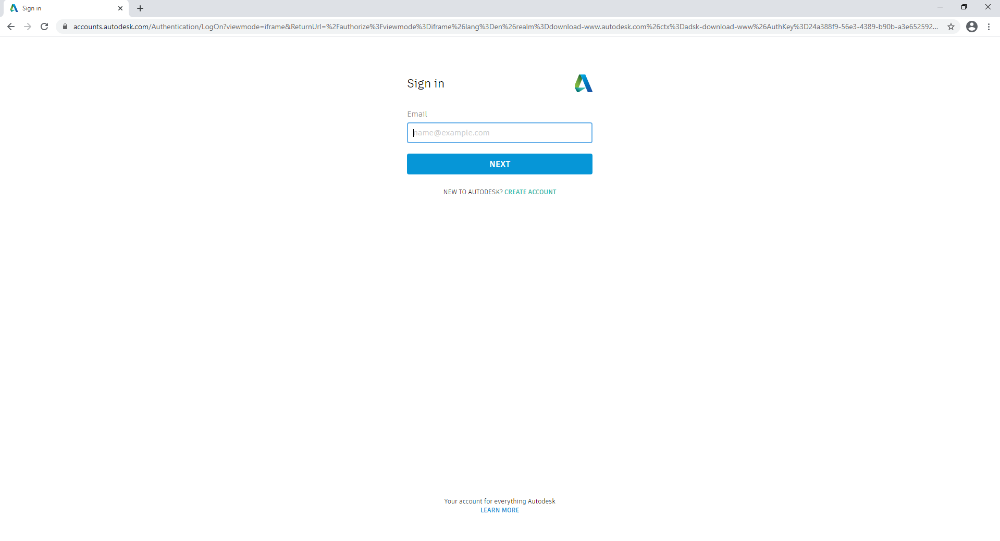 Sign in
accounts.autodesk.com/Authentication/LogOn?viewmode=iframe&ReturnUrl=%2Fauthorize%3Fviewmode%3Diframe%26lang%3Den%26realm%3Ddownload-www.autodesk.com%26ctx%3Dadsk-download-www%26AuthKey%3D24a388f9-56e3-4389-b90b-a3e652592...
Sign in
Email
name@example.com
NEXT
NEW TO AUTODESK? CREATE ACCOUNT
Your account for everything Autodesk
LEARN MORE